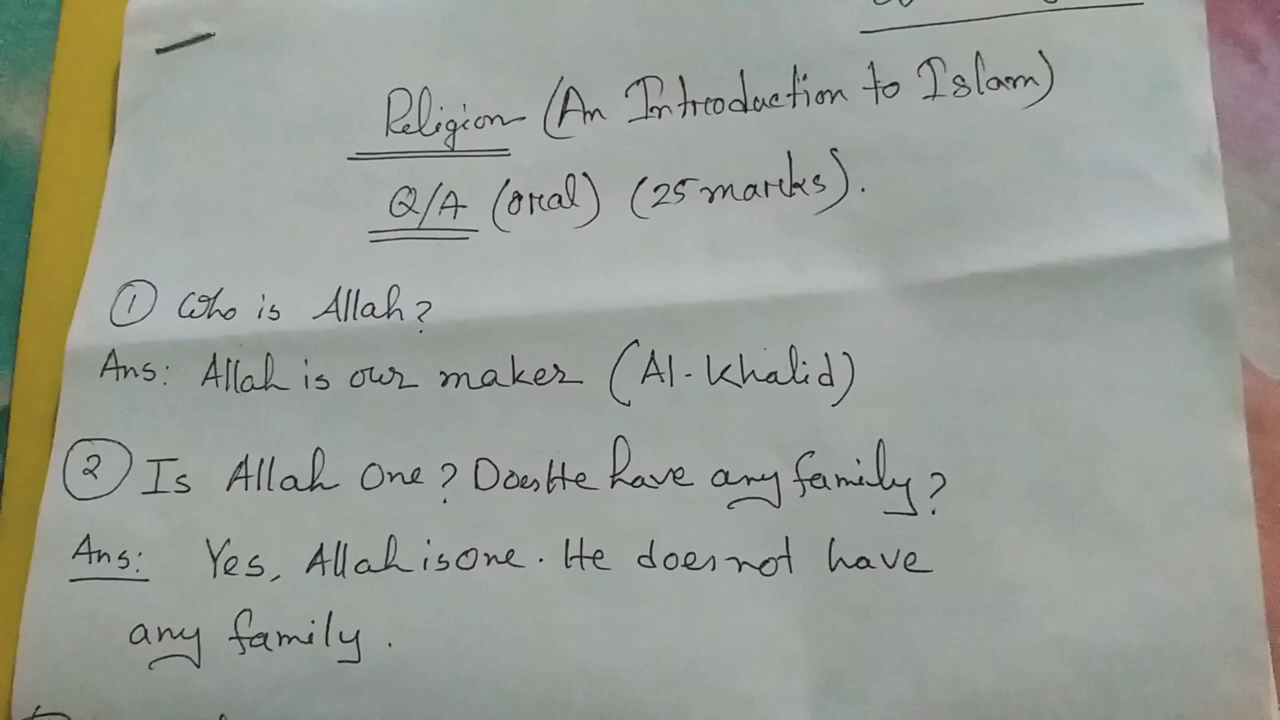 Religion (An Introduction to Islam)
Q/A (oral) (25 marks).
① Who is Allah?
Ans: Allah is our maker (Al-Khalid)
② Is Allah One? Does He have any family?
Ans: Yes, Allah is one. He does not have
any family.